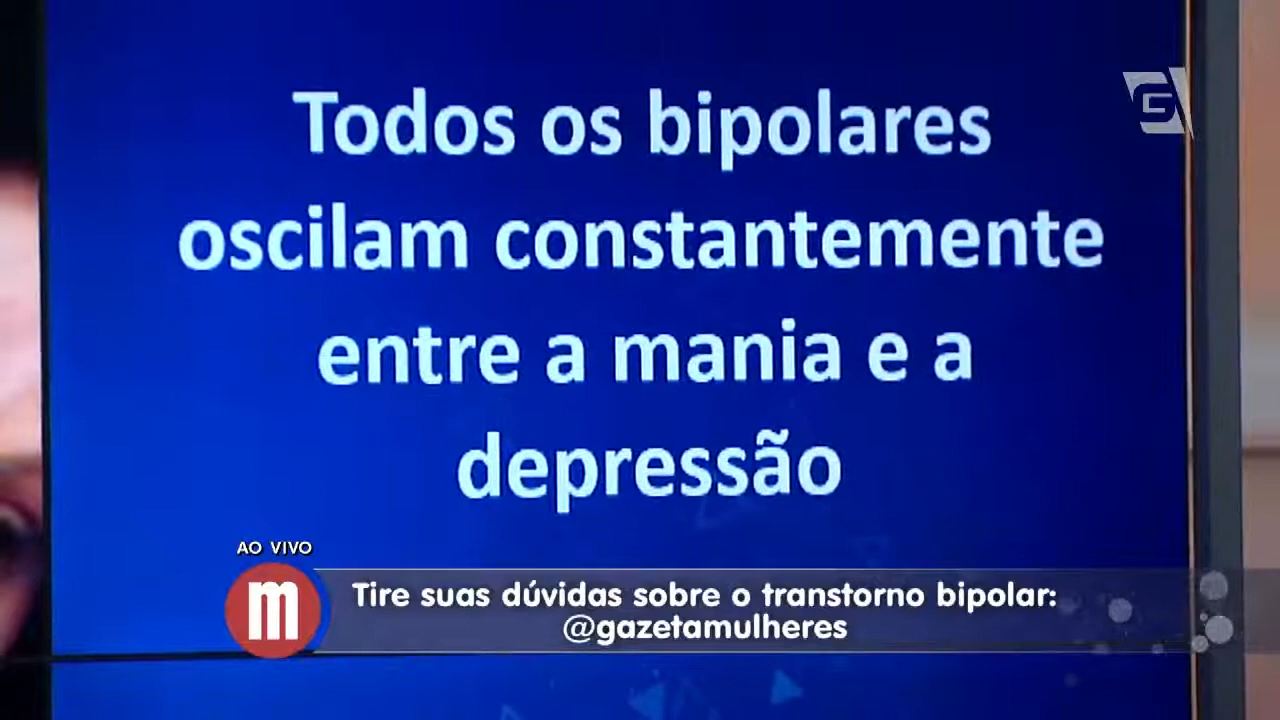 Todos os bipolares
oscilam constantemente
entre a mania e a
depressão
AO VIVO
m
Tire suas dúvidas sobre o transtorno bipolar:
@gazetamulheres
G